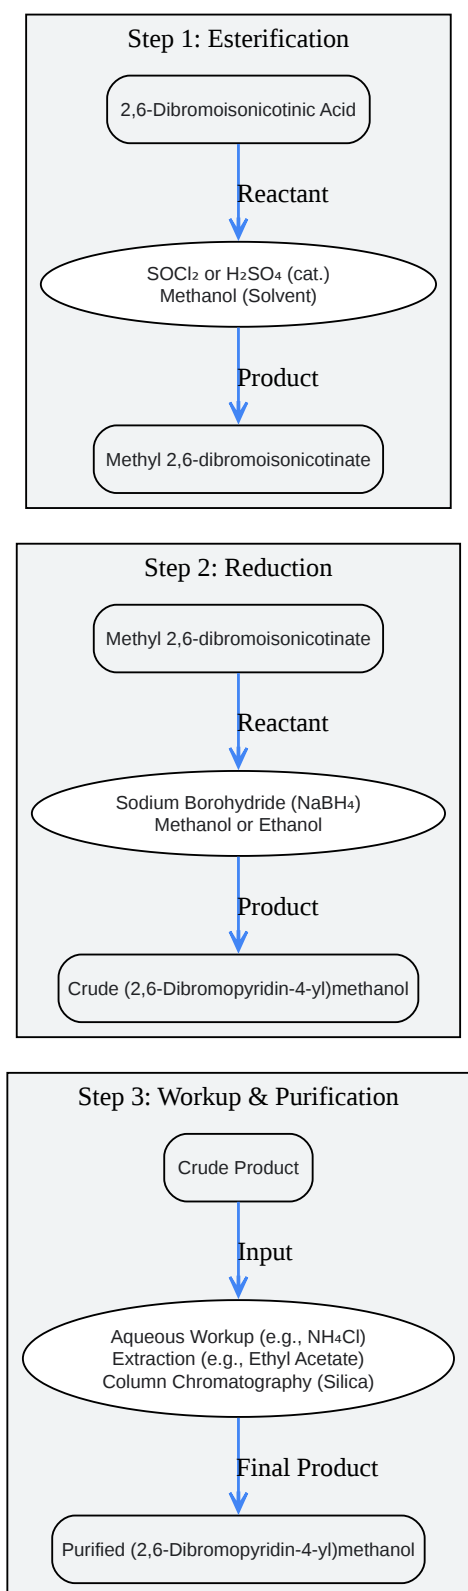 Step 1: Esterification
2,6-Dibromoisonicotinic Acid
Reactant
SOCl₂ or H₂SO₄ (cat.)
Methanol (Solvent)
Product
Methyl 2,6-dibromoisonicotinate
Step 2: Reduction
Methyl 2,6-dibromoisonicotinate
Reactant
Sodium Borohydride (NaBH₄)
Methanol or Ethanol
Product
Crude (2,6-Dibromopyridin-4-yl)methanol
Step 3: Workup & Purification
Crude Product
Input
Aqueous Workup (e.g., NH₄Cl)
Extraction (e.g., Ethyl Acetate)
Column Chromatography (Silica)
Final Product
Purified (2,6-Dibromopyridin-4-yl)methanol